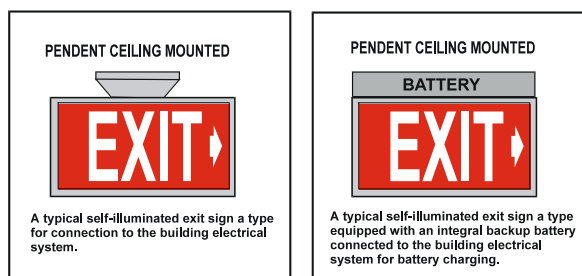 PENDENT CEILING MOUNTED
EXIT
A typical self-illuminated exit sign a type
for connection to the building electrical
system.
PENDENT CEILING MOUNTED
BATTERY
EXIT
A typical self-illuminated exit sign a type
equipped with an integral backup battery
connected to the building electrical
system for battery charging.